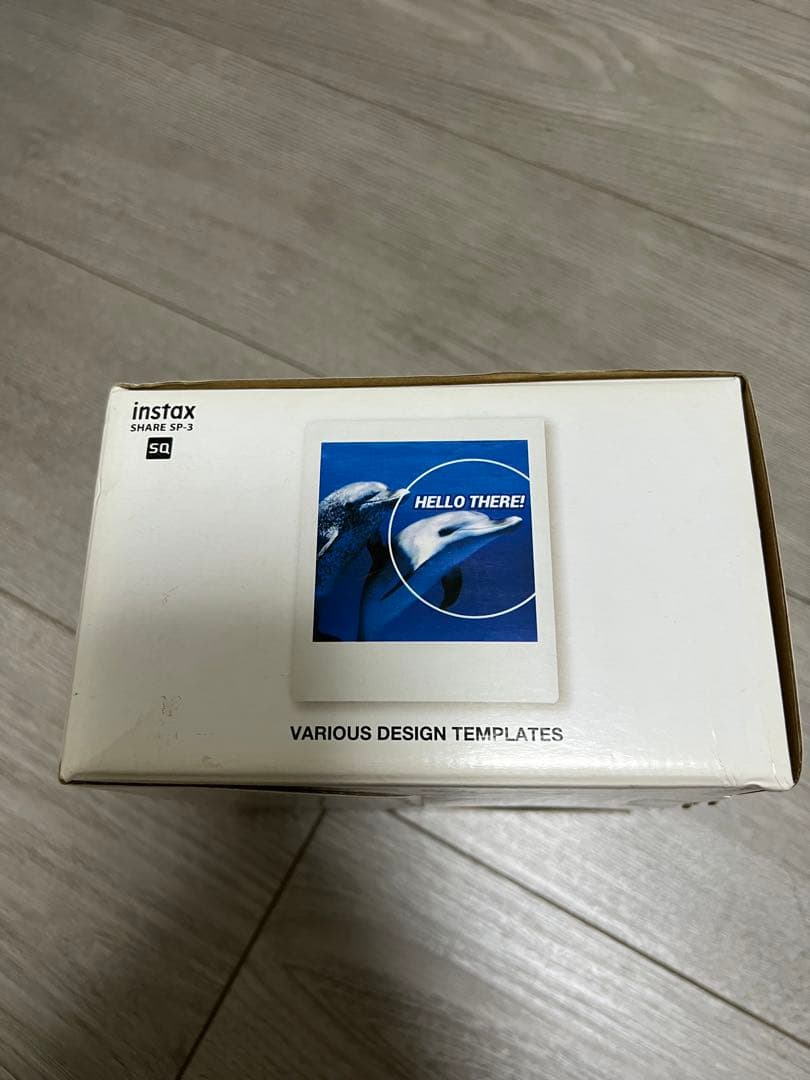 instax
SHARE SP-3
SQ
HELLO THERE!
VARIOUS DESIGN TEMPLATES